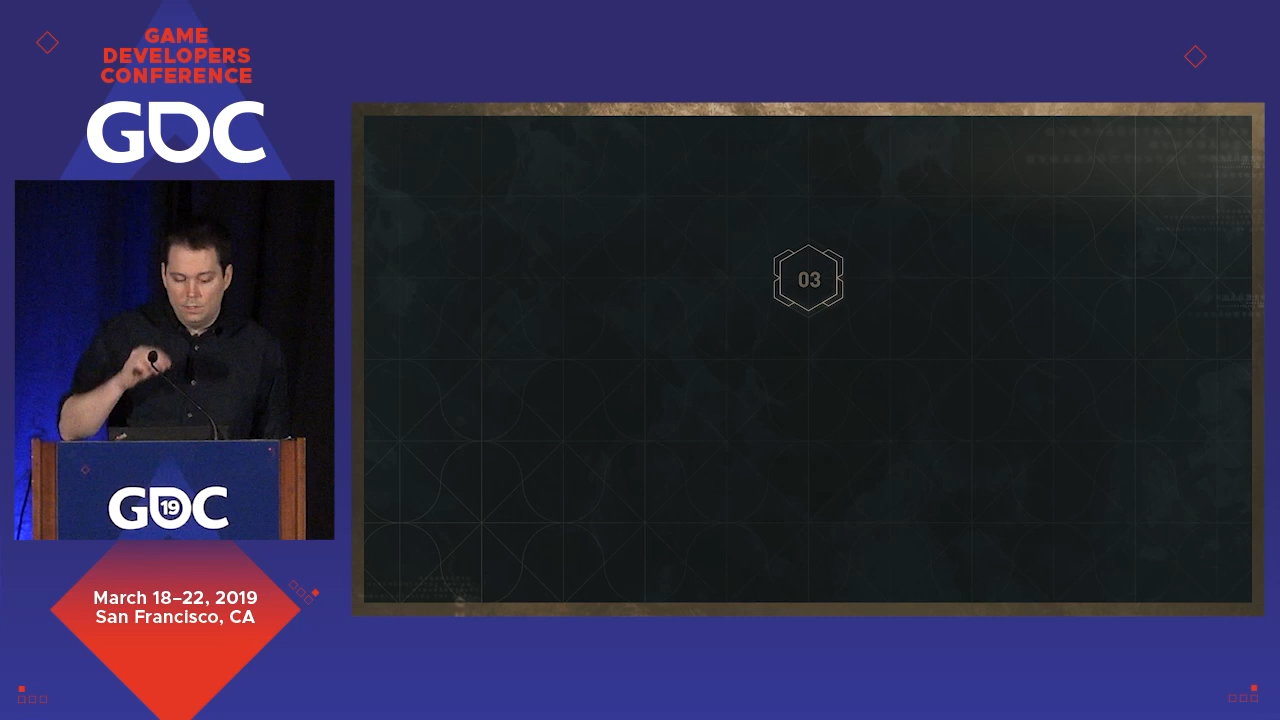 GAME
DEVELOPERS
CONFERENCE
GDC
03
GDC
19
March 18–22, 2019
San Francisco, CA